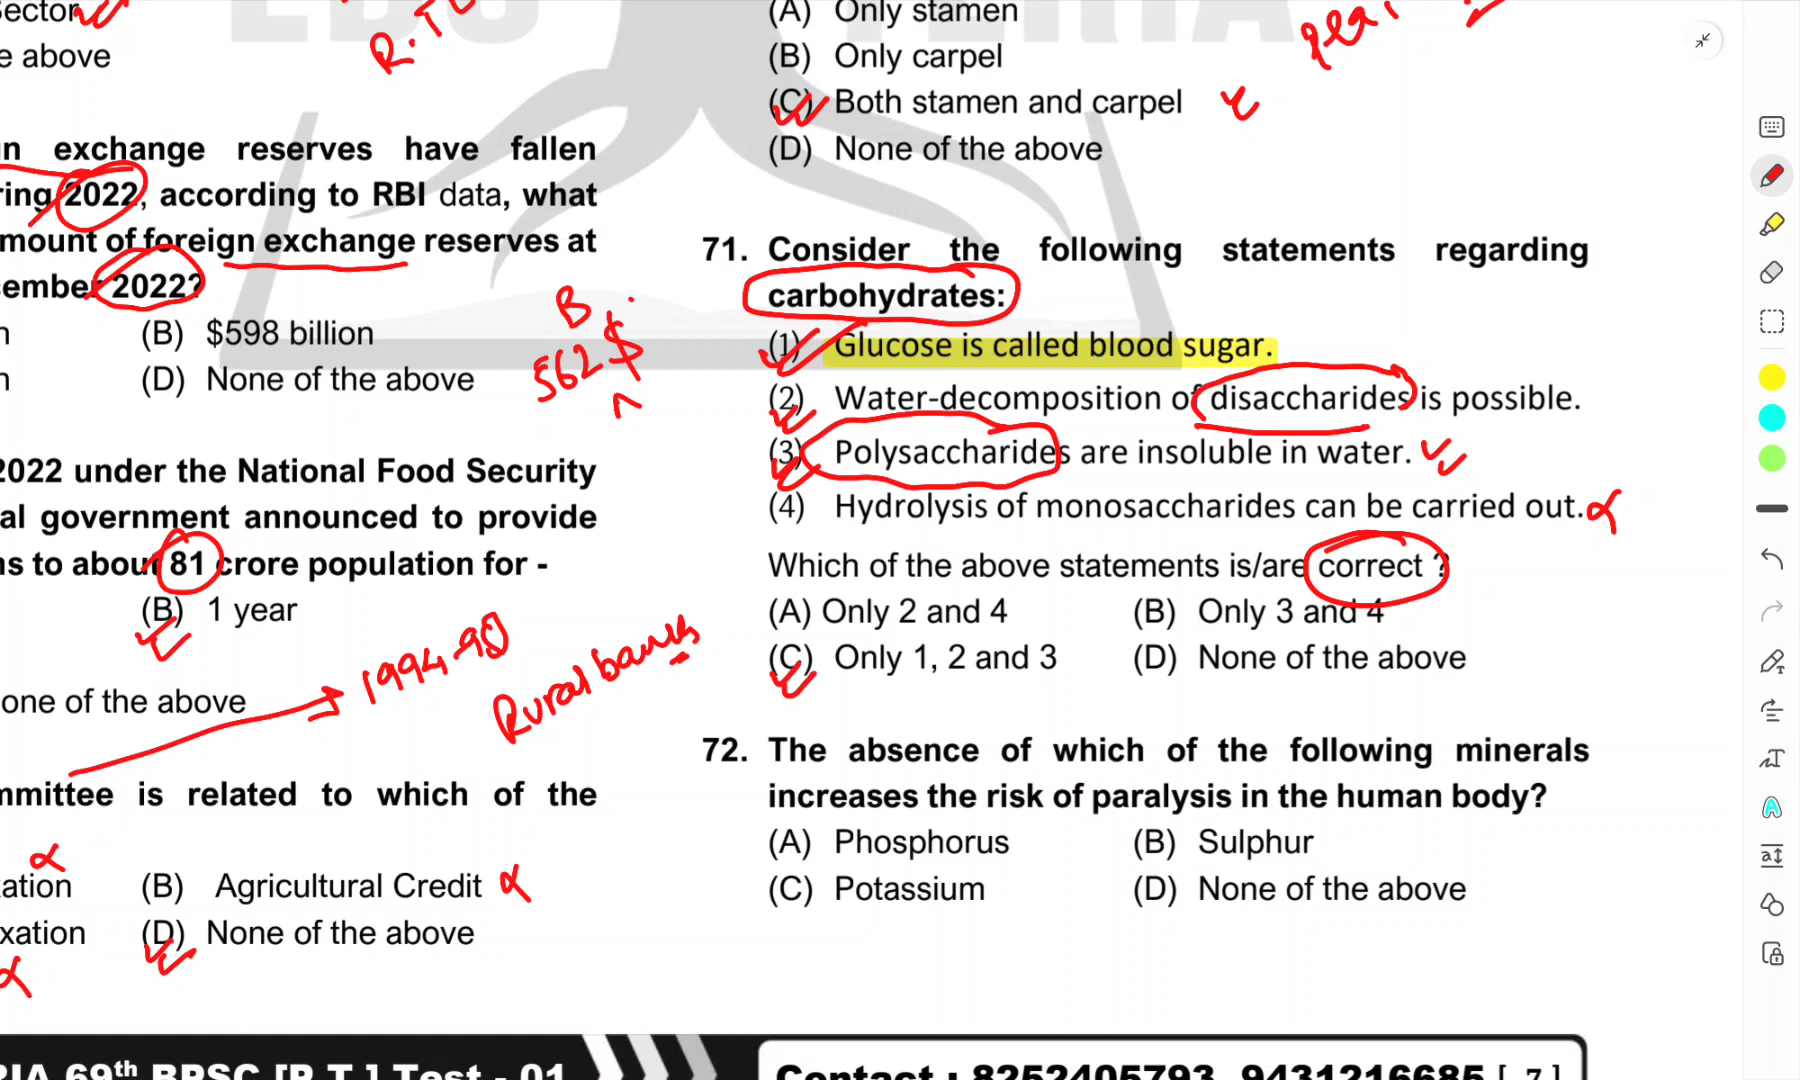 Sector
R.T
e above
n exchange reserves have fallen
ring 2022, according to RBI data, what
mount of foreign exchange reserves at
cember 2022?
n (B) $598 billion
n (D) None of the above
B
562 $
2022 under the National Food Security
al government announced to provide
ns to about 81 crore population for -
(B) 1 year
one of the above
1994-98
Rural banks
mmittee is related to which of the
ation (B) Agricultural Credit
xation (D) None of the above
(A) Only stamen
(B) Only carpel
(C) Both stamen and carpel
(D) None of the above
71. Consider the following statements regarding
carbohydrates:
(1) Glucose is called blood sugar.
(2) Water-decomposition of disaccharides is possible.
(3) Polysaccharides are insoluble in water.
(4) Hydrolysis of monosaccharides can be carried out.
Which of the above statements is/are correct ?
(A) Only 2 and 4 (B) Only 3 and 4
(C) Only 1, 2 and 3 (D) None of the above
72. The absence of which of the following minerals
increases the risk of paralysis in the human body?
(A) Phosphorus (B) Sulphur
(C) Potassium (D) None of the above
RIA 69th BPSC [P.T.] Test - 01
Contact : 8252405793, 9431216685 [ 7 ]